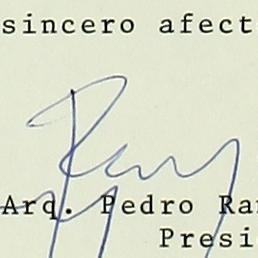 sincero afect
Arq. Pedro Ra
Presi